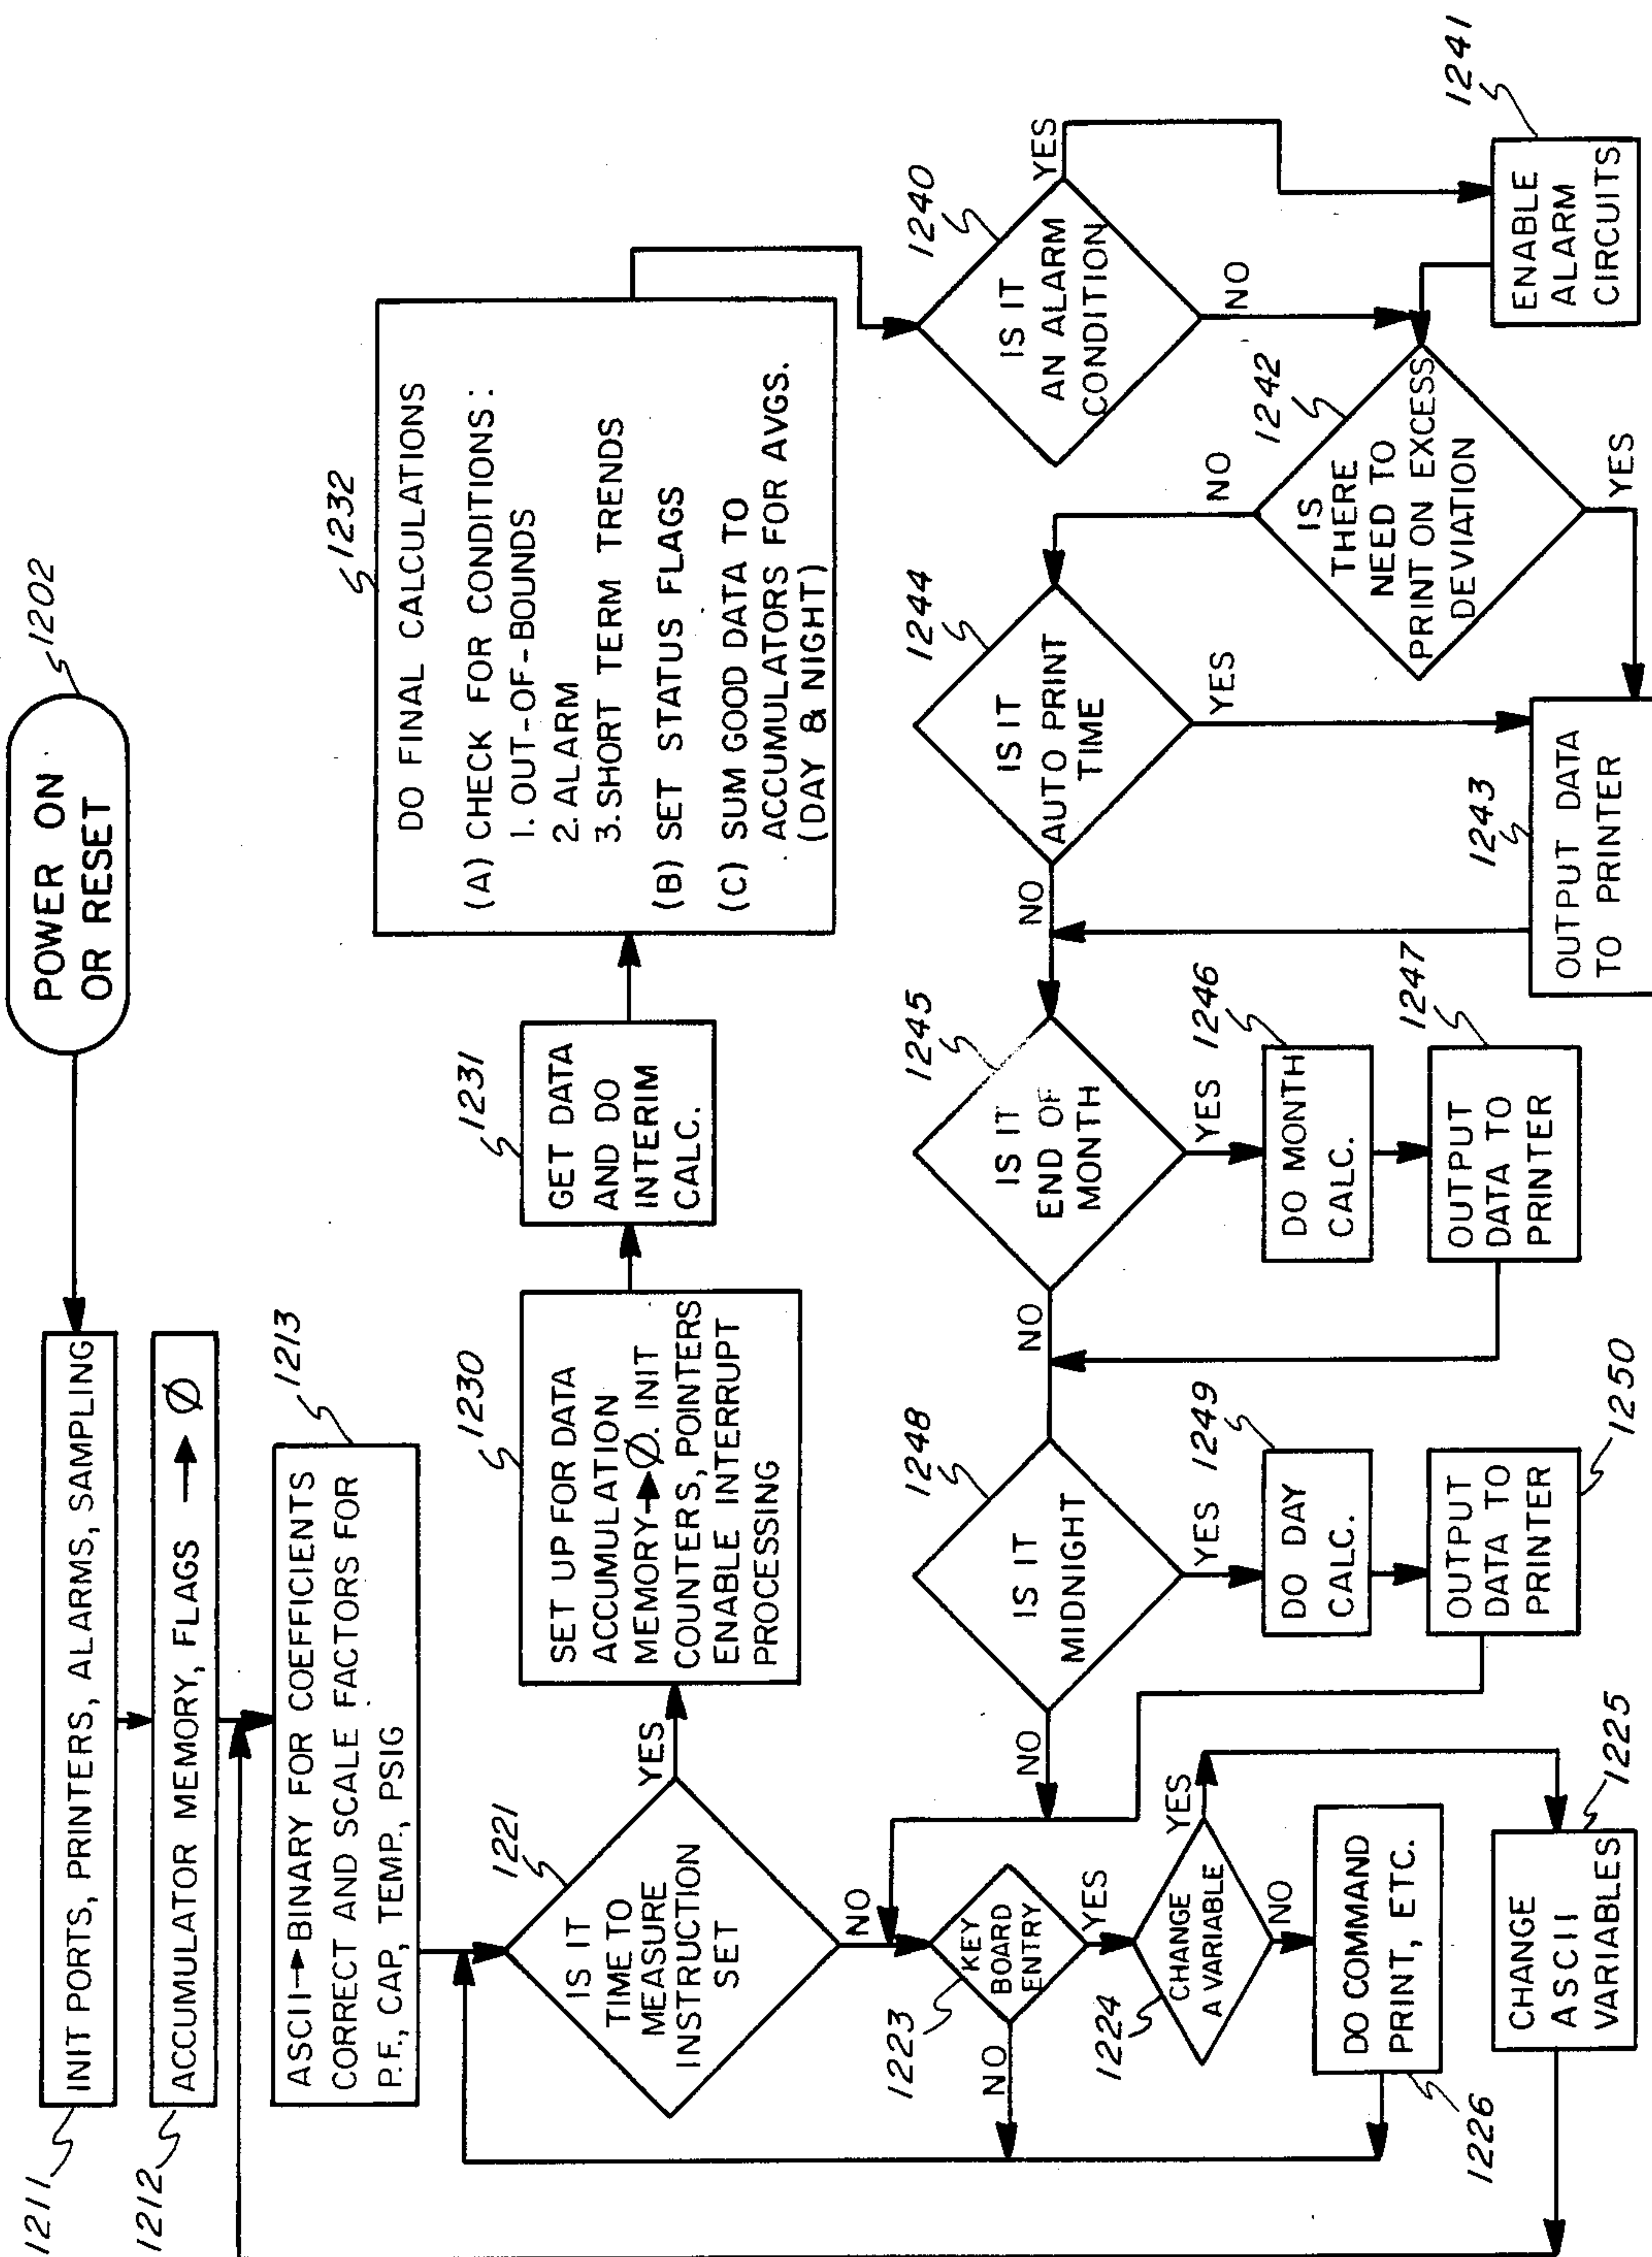 POWER ON
OR RESET
1202
1211
INIT PORTS, PRINTERS, ALARMS, SAMPLING
1212
ACCUMULATOR MEMORY, FLAGS → Ø
1213
ASCII→BINARY FOR COEFFICIENTS
CORRECT AND SCALE FACTORS FOR
P.F., CAP, TEMP., PSIG
1221
IS IT
TIME TO
MEASURE
INSTRUCTION
SET
YES
NO
1230
SET UP FOR DATA
ACCUMULATION
MEMORY→Ø. INIT
COUNTERS, POINTERS
ENABLE INTERRUPT
PROCESSING
1231
GET DATA
AND DO
INTERIM
CALC.
1232
DO FINAL CALCULATIONS
(A) CHECK FOR CONDITIONS:
1. OUT-OF-BOUNDS
2. ALARM
3. SHORT TERM TRENDS
(B) SET STATUS FLAGS
(C) SUM GOOD DATA TO
ACCUMULATORS FOR AVGS.
(DAY & NIGHT)
1240
IS IT
AN ALARM
CONDITION
YES
NO
1241
ENABLE
ALARM
CIRCUITS
1242
IS
THERE
NEED TO
PRINT ON EXCESS
DEVIATION
NO
YES
1244
IS IT
AUTO PRINT
TIME
NO
YES
1243
OUTPUT DATA
TO PRINTER
1245
IS IT
END OF
MONTH
NO
YES
1246
DO MONTH
CALC.
1247
OUTPUT
DATA TO
PRINTER
1248
IS IT
MIDNIGHT
NO
YES
1249
DO DAY
CALC.
1250
OUTPUT
DATA TO
PRINTER
1223
KEY
BOARD
ENTRY
NO
YES
1224
CHANGE
A VARIABLE
YES
NO
1226
DO COMMAND
PRINT, ETC.
1225
CHANGE
ASCII
VARIABLES